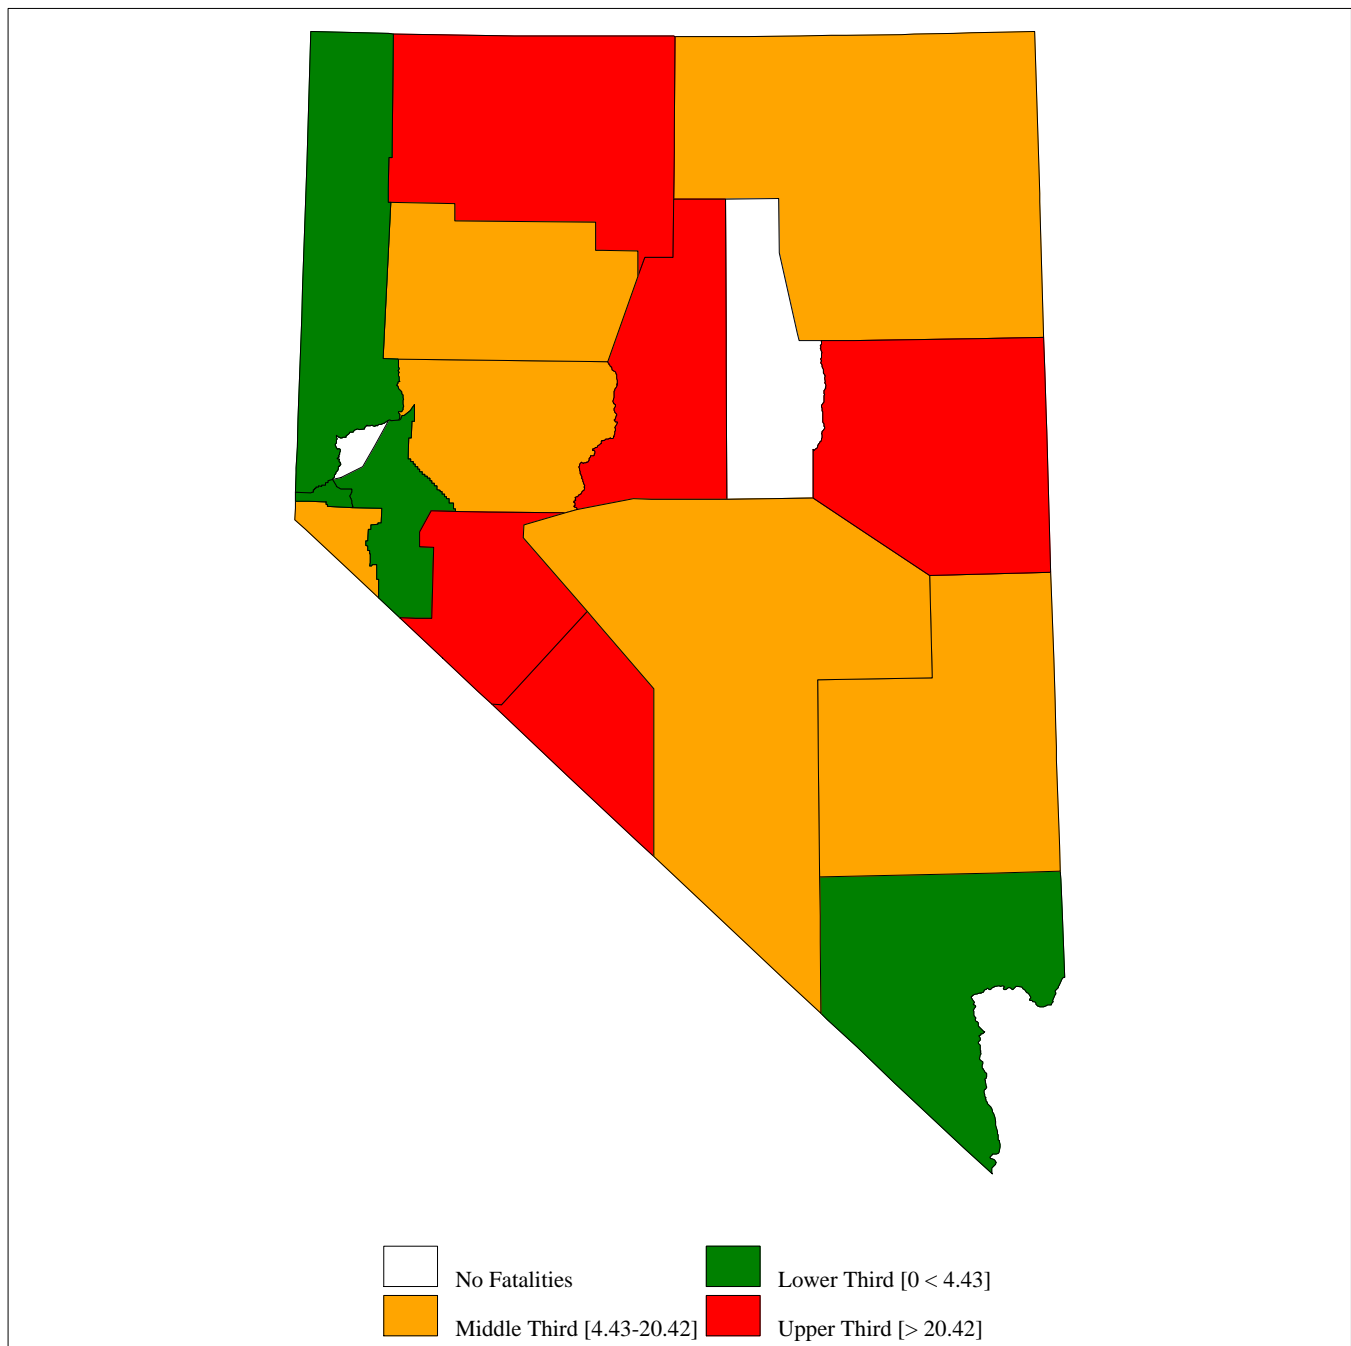 No Fatalities
Lower Third [0 < 4.43]
Middle Third [4.43-20.42]
Upper Third [> 20.42]